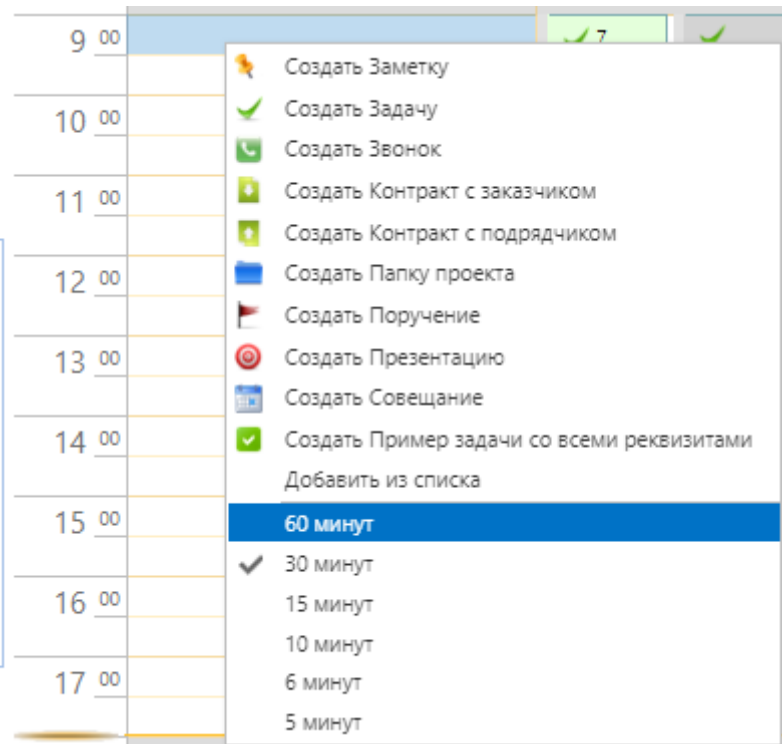 9 00
7
10 00
11 00
12 00
13 00
14 00
15 00
16 00
17 00
Создать Заметку
Создать Задачу
Создать Звонок
Создать Контракт с заказчиком
Создать Контракт с подрядчиком
Создать Папку проекта
Создать Поручение
Создать Презентацию
Создать Совещание
Создать Пример задачи со всеми реквизитами
Добавить из списка
60 минут
30 минут
15 минут
10 минут
6 минут
5 минут